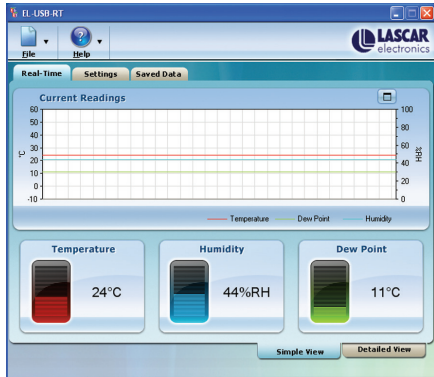 EL-USB-RT
File Help
LASCAR
electronics
Real-Time Settings Saved Data
Current Readings
60 100
50
40 80
30 60
20 40
10
0 20
-10 0
°C %RH
Temperature Dew Point Humidity
Temperature Humidity Dew Point
24°C 44%RH 11°C
Simple View Detailed View